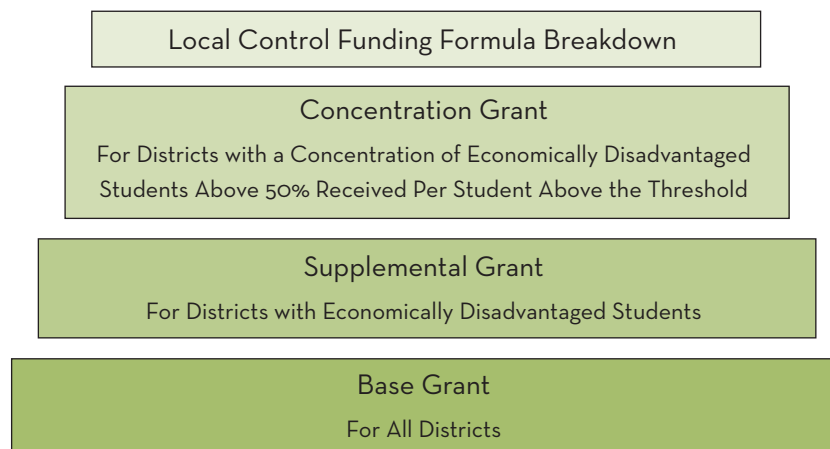 Local Control Funding Formula Breakdown
Concentration Grant
For Districts with a Concentration of Economically Disadvantaged
Students Above 50% Received Per Student Above the Threshold
Supplemental Grant
For Districts with Economically Disadvantaged Students
Base Grant
For All Districts